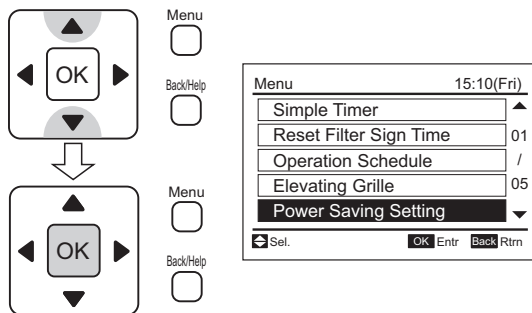 Menu
OK
Back/Help
Menu
OK
Back/Help
Menu 15:10(Fri)
Simple Timer
Reset Filter Sign Time
Operation Schedule
Elevating Grille
Power Saving Setting
01
/
05
Sel. OK Entr Back Rtrn